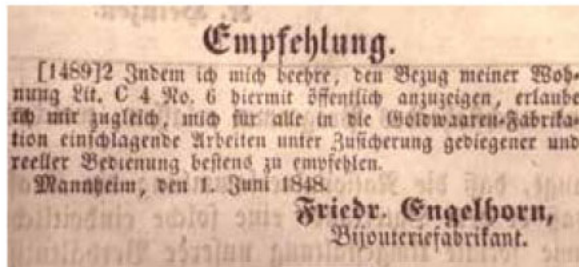 Empfehlung.
[1489]2 Indem ich mich beehre, den Bezug meiner Woh-
nung Lit. C 4 No. 6 hiermit öffentlich anzuzeigen, erlaube
ich mir zugleich, mich für alle in die Goldwaaren-Fabrika-
tion einschlagende Arbeiten unter Zusicherung gediegener und
reeller Bedienung bestens zu empfehlen.
Mannheim, den 1. Juni 1848.
Friedr. Engelhorn,
Bijouteriefabrikant.